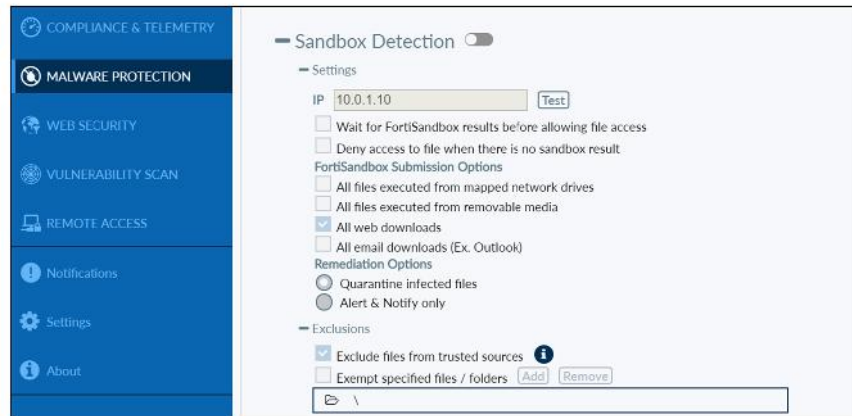 COMPLIANCE & TELEMETRY
MALWARE PROTECTION
WEB SECURITY
VULNERABILITY SCAN
REMOTE ACCESS
Notifications
Settings
About
Sandbox Detection
Settings
IP 10.0.1.10 Test
Wait for FortiSandbox results before allowing file access
Deny access to file when there is no sandbox result
FortiSandbox Submission Options
All files executed from mapped network drives
All files executed from removable media
All web downloads
All email downloads (Ex. Outlook)
Remediation Options
Quarantine infected files
Alert & Notify only
Exclusions
Exclude files from trusted sources
Exempt specified files / folders Add Remove
\